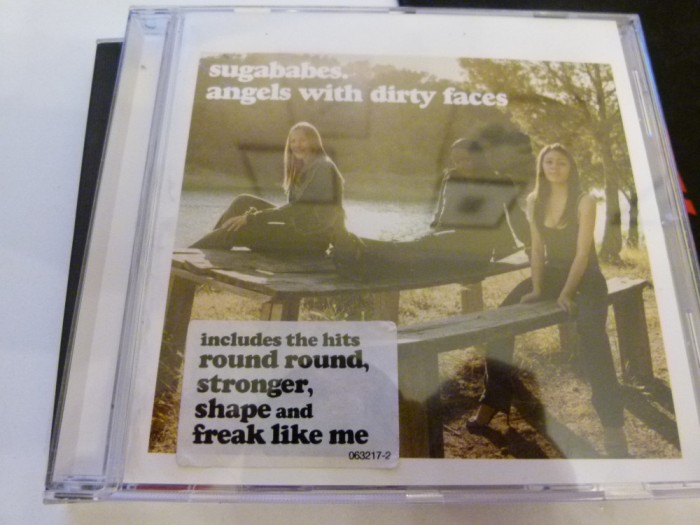 sugababes.
angels with dirty faces
includes the hits
round round,
stronger,
shape and
freak like me
063217-2